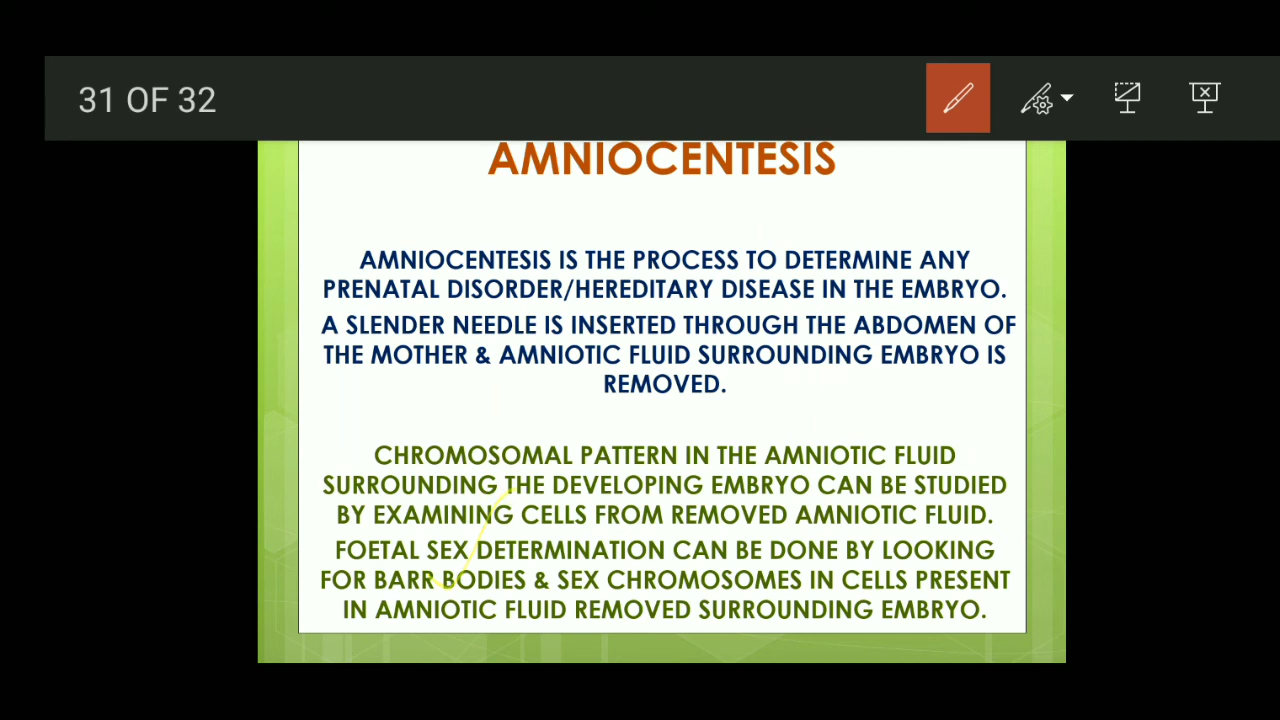 31 OF 32
AMNIOCENTESIS
AMNIOCENTESIS IS THE PROCESS TO DETERMINE ANY
PRENATAL DISORDER/HEREDITARY DISEASE IN THE EMBRYO.
A SLENDER NEEDLE IS INSERTED THROUGH THE ABDOMEN OF
THE MOTHER & AMNIOTIC FLUID SURROUNDING EMBRYO IS
REMOVED.
CHROMOSOMAL PATTERN IN THE AMNIOTIC FLUID
SURROUNDING THE DEVELOPING EMBRYO CAN BE STUDIED
BY EXAMINING CELLS FROM REMOVED AMNIOTIC FLUID.
FOETAL SEX DETERMINATION CAN BE DONE BY LOOKING
FOR BARR BODIES & SEX CHROMOSOMES IN CELLS PRESENT
IN AMNIOTIC FLUID REMOVED SURROUNDING EMBRYO.